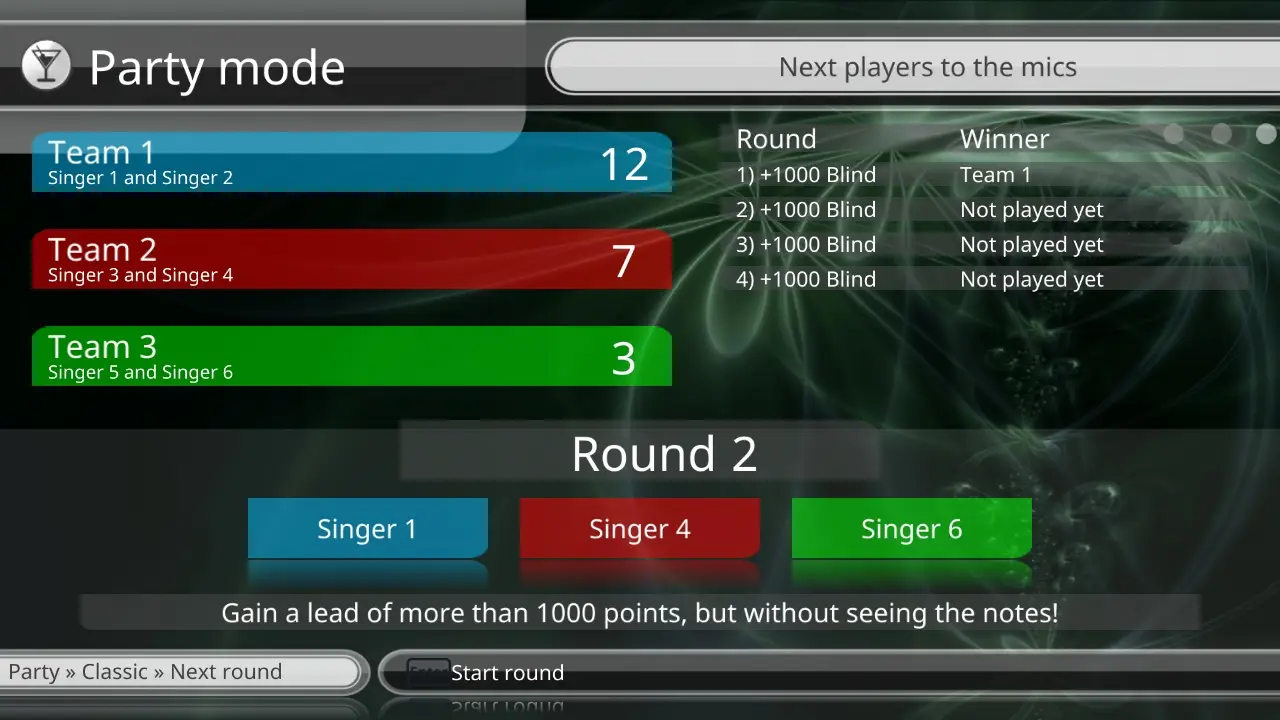 Party mode
Next players to the mics
Team 1
Singer 1 and Singer 2
12
Team 2
Singer 3 and Singer 4
7
Team 3
Singer 5 and Singer 6
3
Round Winner
1) +1000 Blind Team 1
2) +1000 Blind Not played yet
3) +1000 Blind Not played yet
4) +1000 Blind Not played yet
Round 2
Singer 1
Singer 4
Singer 6
Gain a lead of more than 1000 points, but without seeing the notes!
Party » Classic » Next round
Enter Start round